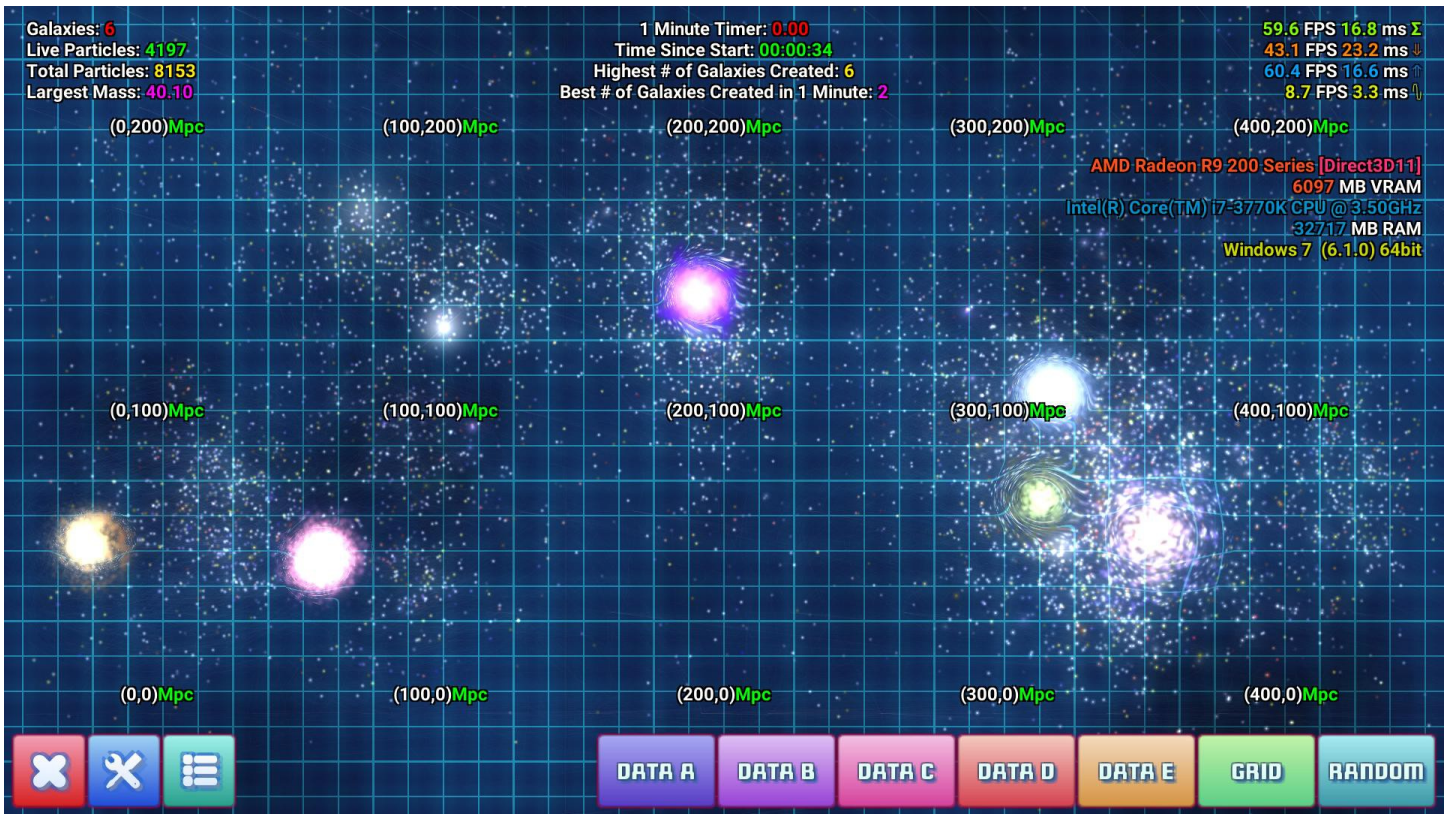 Galaxies: 6
Live Particles: 4197
Total Particles: 8153
Largest Mass: 40.10
1 Minute Timer: 0.00
Time Since Start: 00:00:34
Highest # of Galaxies Created: 6
Best # of Galaxies Created in 1 Minute: 2
59.6 FPS 16.8 ms Σ
43.1 FPS 23.2 ms ⇓
60.4 FPS 16.6 ms ⇑
8.7 FPS 3.3 ms ∿
(0,200)Mpc (100,200)Mpc (200,200)Mpc (300,200)Mpc (400,200)Mpc
AMD Radeon R9 200 Series [Direct3D11]
6097 MB VRAM
Intel(R) Core(TM) i7-3770K CPU @ 3.50GHz
32717 MB RAM
Windows 7 (6.1.0) 64bit
(0,100)Mpc (100,100)Mpc (200,100)Mpc (300,100)Mpc (400,100)Mpc
(0,0)Mpc (100,0)Mpc (200,0)Mpc (300,0)Mpc (400,0)Mpc
DATA A DATA B DATA C DATA D DATA E GRID RANDOM